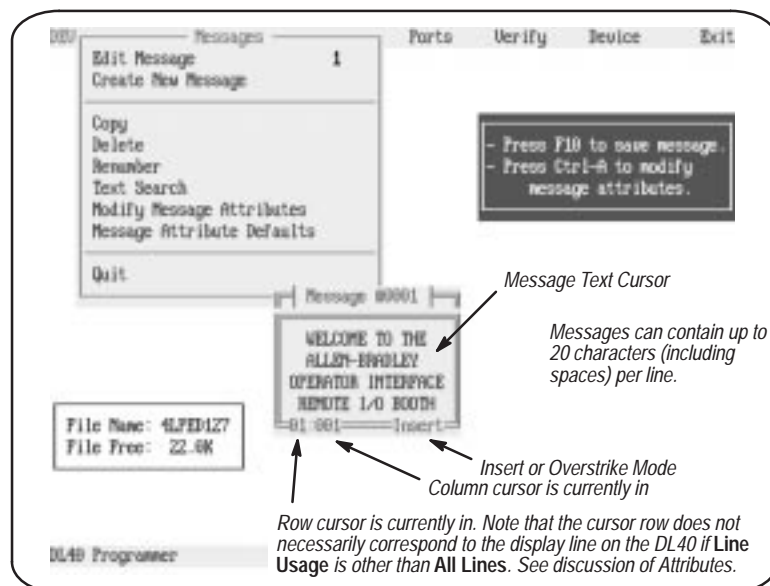 Messages Ports Verify Device Exit
Edit Message 1
Create New Message
Copy
Delete
Renumber
Text Search
Modify Message Attributes
Message Attribute Defaults
Quit
- Press F10 to save message.
- Press Ctrl-A to modify
message attributes.
Message Text Cursor
Message #0001
Messages can contain up to
20 characters (including
spaces) per line.
WELCOME TO THE
ALLEN-BRADLEY
OPERATOR INTERFACE
REMOTE I/O BOOTH
01:001 Insert
File Name: 4LFED127
File Free: 22.0K
Insert or Overstrike Mode
Column cursor is currently in
Row cursor is currently in. Note that the cursor row does not
necessarily correspond to the display line on the DL40 if Line
Usage is other than All Lines. See discussion of Attributes.
DL40 Programmer